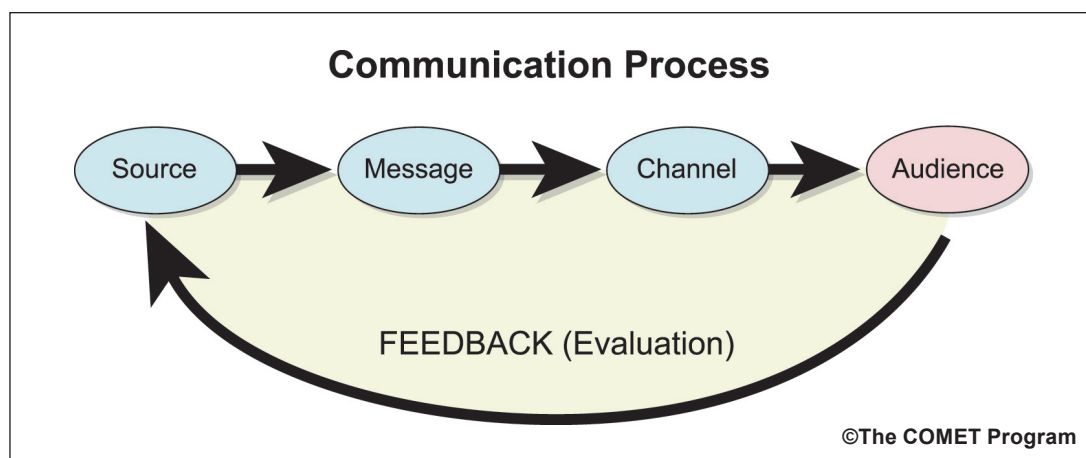 Communication Process
Source
Message
Channel
Audience
FEEDBACK (Evaluation)
©The COMET Program